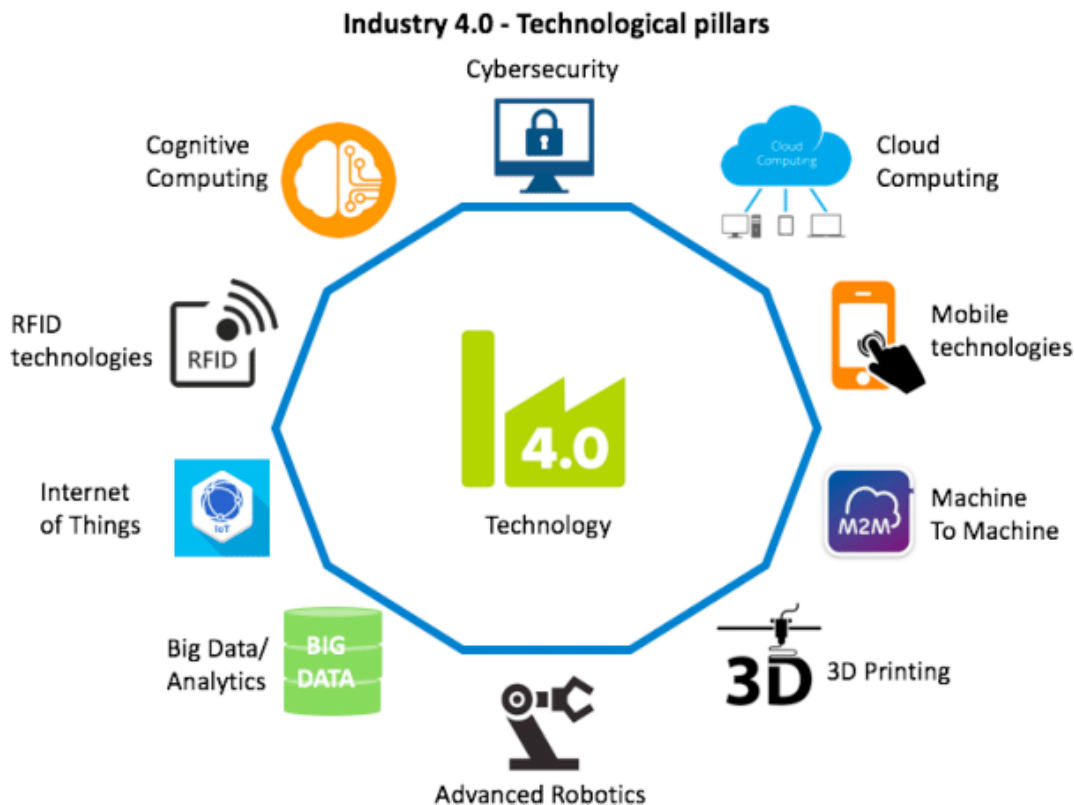 Industry 4.0 - Technological pillars
Cybersecurity
Cognitive
Computing
Cloud
Computing
Cloud
Computing
RFID
technologies
RFID
Mobile
technologies
4.0
Technology
Internet
of Things
IoT
M2M
Machine
To Machine
Big Data/
Analytics
BIG
DATA
3D
3D Printing
Advanced Robotics